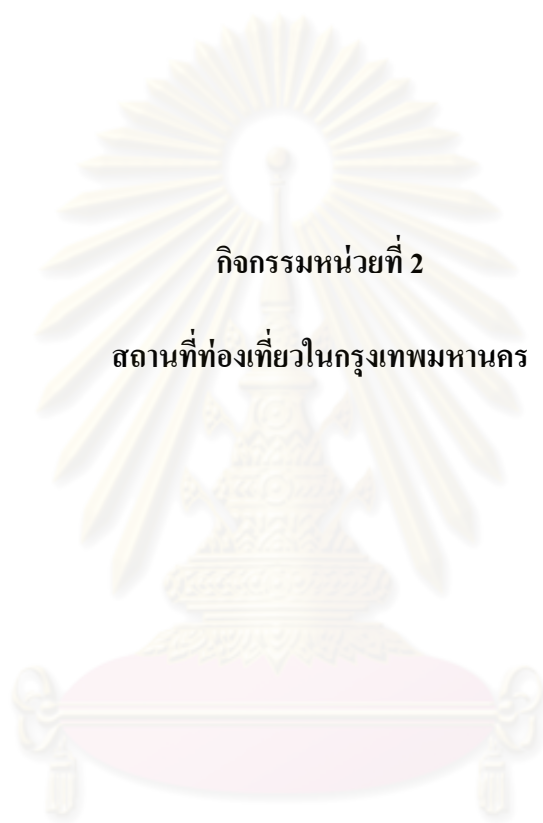 กิจกรรมหน่วยที่ 2
สถานที่ท่องเที่ยวในกรุงเทพมหานคร